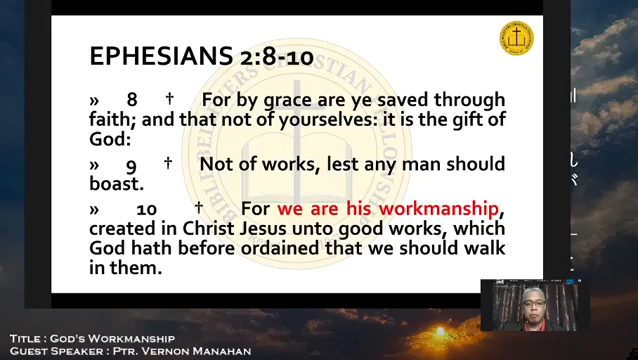 EPHESIANS 2:8-10
» 8 † For by grace are ye saved through
faith; and that not of yourselves: it is the gift of
God:
» 9 † Not of works, lest any man should
boast.
» 10 † For we are his workmanship,
created in Christ Jesus unto good works, which
God hath before ordained that we should walk
in them.
Title : God's Workmanship
Guest Speaker : Ptr. Vernon Manahan